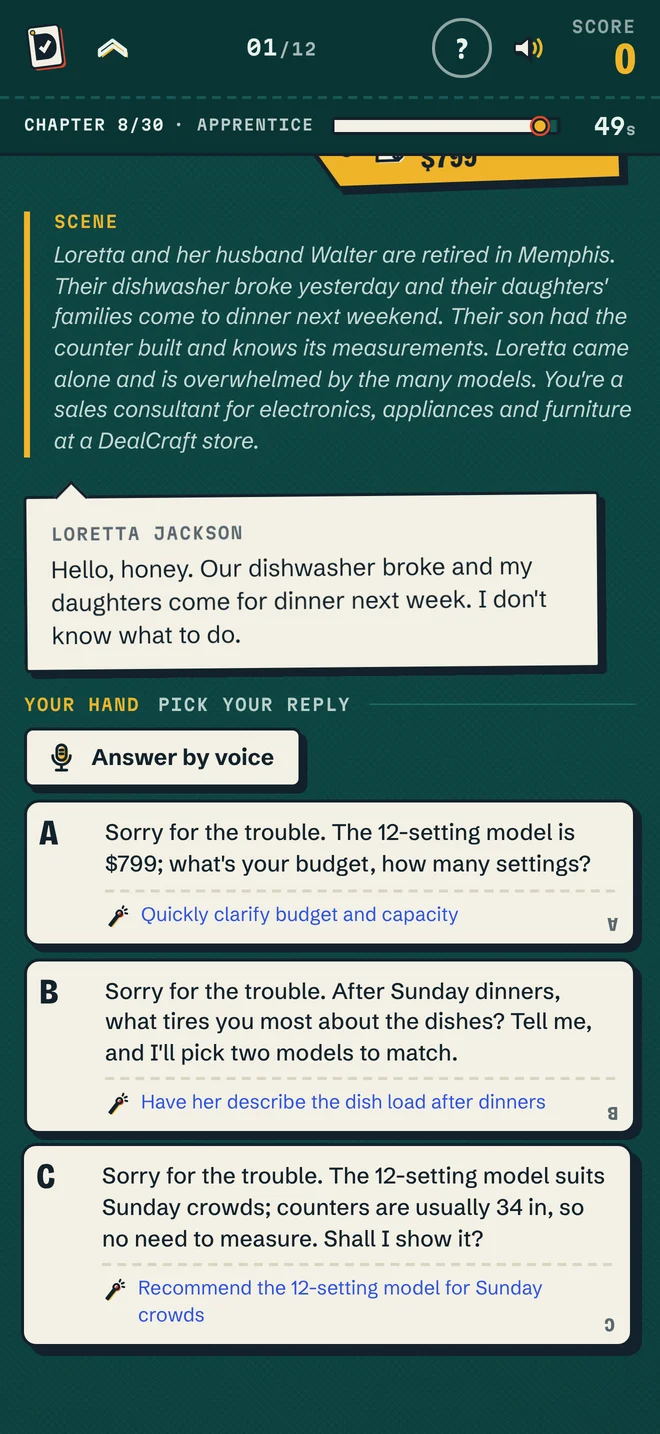 01/12
SCORE
0
CHAPTER 8/30 · APPRENTICE
49s
$799
SCENE
Loretta and her husband Walter are retired in Memphis.
Their dishwasher broke yesterday and their daughters'
families come to dinner next weekend. Their son had the
counter built and knows its measurements. Loretta came
alone and is overwhelmed by the many models. You're a
sales consultant for electronics, appliances and furniture
at a DealCraft store.
LORETTA JACKSON
Hello, honey. Our dishwasher broke and my
daughters come for dinner next week. I don't
know what to do.
YOUR HAND PICK YOUR REPLY
Answer by voice
A
Sorry for the trouble. The 12-setting model is
$799; what's your budget, how many settings?
Quickly clarify budget and capacity
A
B
Sorry for the trouble. After Sunday dinners,
what tires you most about the dishes? Tell me,
and I'll pick two models to match.
Have her describe the dish load after dinners
B
C
Sorry for the trouble. The 12-setting model suits
Sunday crowds; counters are usually 34 in, so
no need to measure. Shall I show it?
Recommend the 12-setting model for Sunday
crowds
C